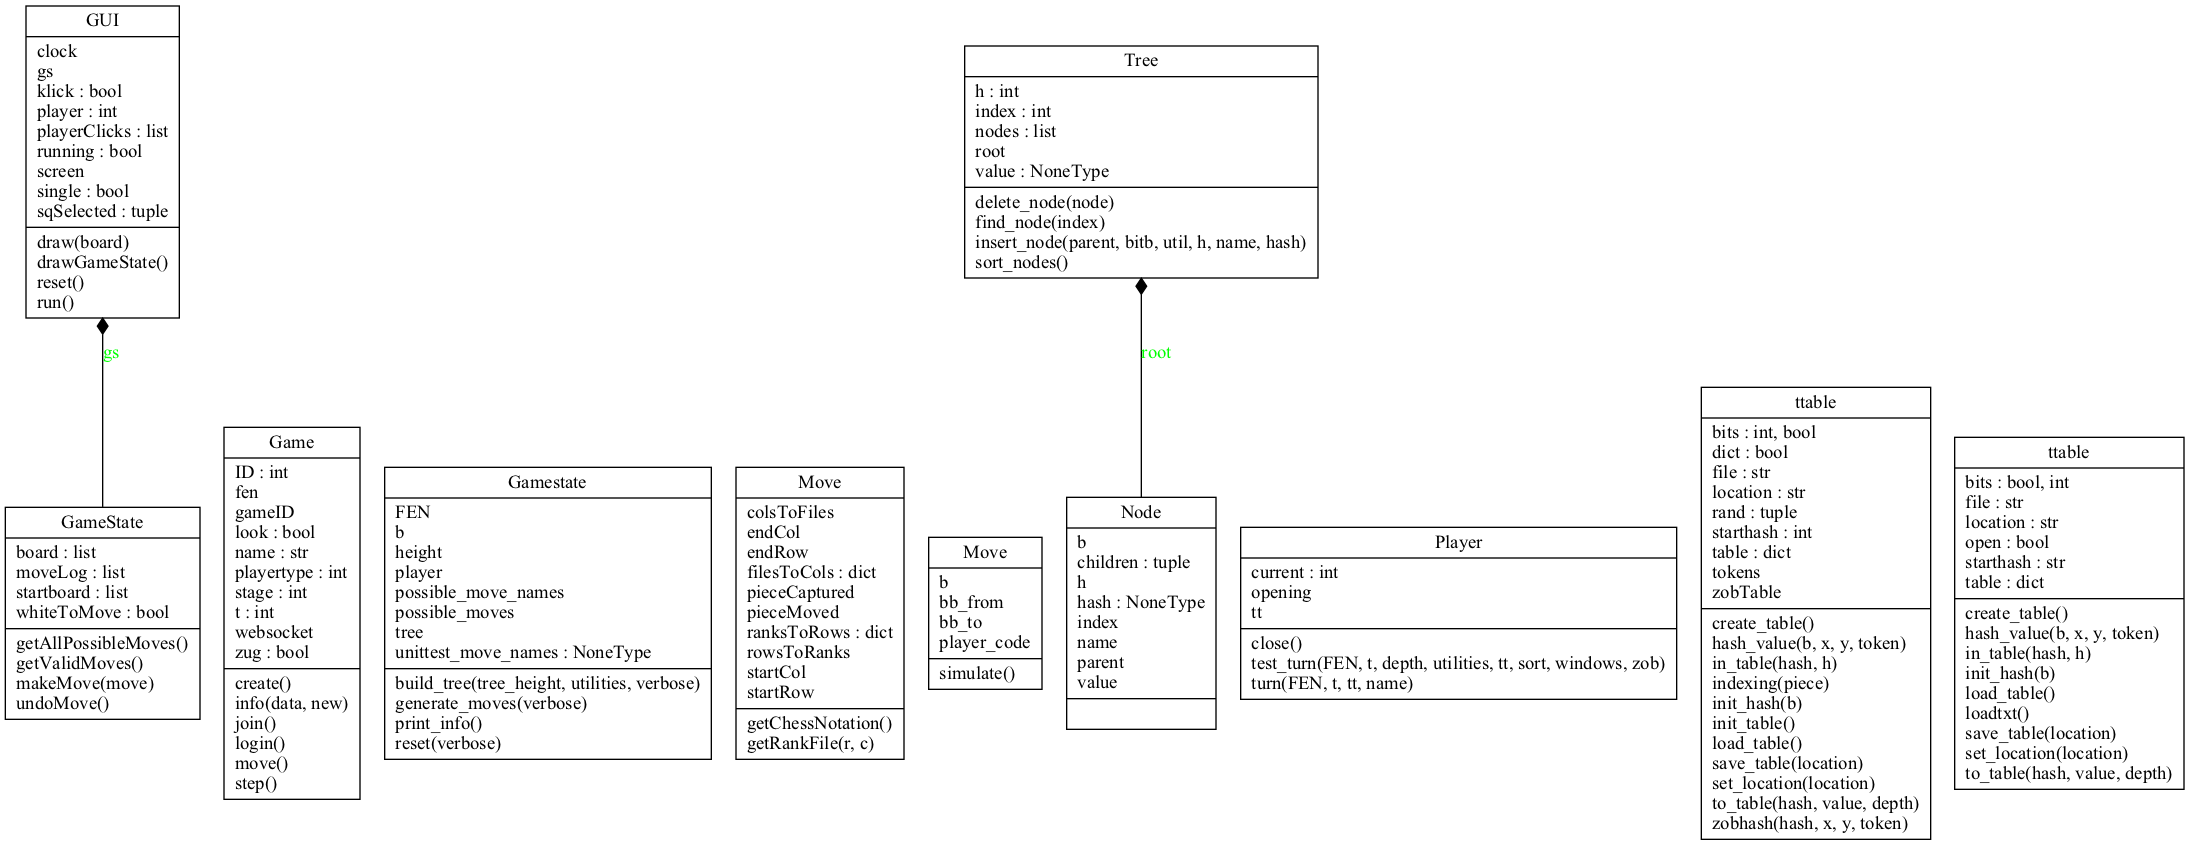 GUI
clock
gs
klick : bool
player : int
playerClicks : list
running : bool
screen
single : bool
sqSelected : tuple
draw(board)
drawGameState()
reset()
run()
gs
Tree
h : int
index : int
nodes : list
root
value : NoneType
delete_node(node)
find_node(index)
insert_node(parent, bitb, util, h, name, hash)
sort_nodes()
root
GameState
board : list
moveLog : list
startboard : list
whiteToMove : bool
getAllPossibleMoves()
getValidMoves()
makeMove(move)
undoMove()
Game
ID : int
fen
gameID
look : bool
name : str
playertype : int
stage : int
t : int
websocket
zug : bool
create()
info(data, new)
join()
login()
move()
step()
Gamestate
FEN
b
height
player
possible_move_names
possible_moves
tree
unittest_move_names : NoneType
build_tree(tree_height, utilities, verbose)
generate_moves(verbose)
print_info()
reset(verbose)
Move
colsToFiles
endCol
endRow
filesToCols : dict
pieceCaptured
pieceMoved
ranksToRows : dict
rowsToRanks
startCol
startRow
getChessNotation()
getRankFile(r, c)
Move
b
bb_from
bb_to
player_code
simulate()
Node
b
children : tuple
h
hash : NoneType
index
name
parent
value
Player
current : int
opening
tt
close()
test_turn(FEN, t, depth, utilities, tt, sort, windows, zob)
turn(FEN, t, tt, name)
ttable
bits : int, bool
dict : bool
file : str
location : str
rand : tuple
starthash : int
table : dict
tokens
zobTable
create_table()
hash_value(b, x, y, token)
in_table(hash, h)
indexing(piece)
init_hash(b)
init_table()
load_table()
save_table(location)
set_location(location)
to_table(hash, value, depth)
zobhash(hash, x, y, token)
ttable
bits : bool, int
file : str
location : str
open : bool
starthash : str
table : dict
create_table()
hash_value(b, x, y, token)
in_table(hash, h)
init_hash(b)
load_table()
loadtxt()
save_table(location)
set_location(location)
to_table(hash, value, depth)